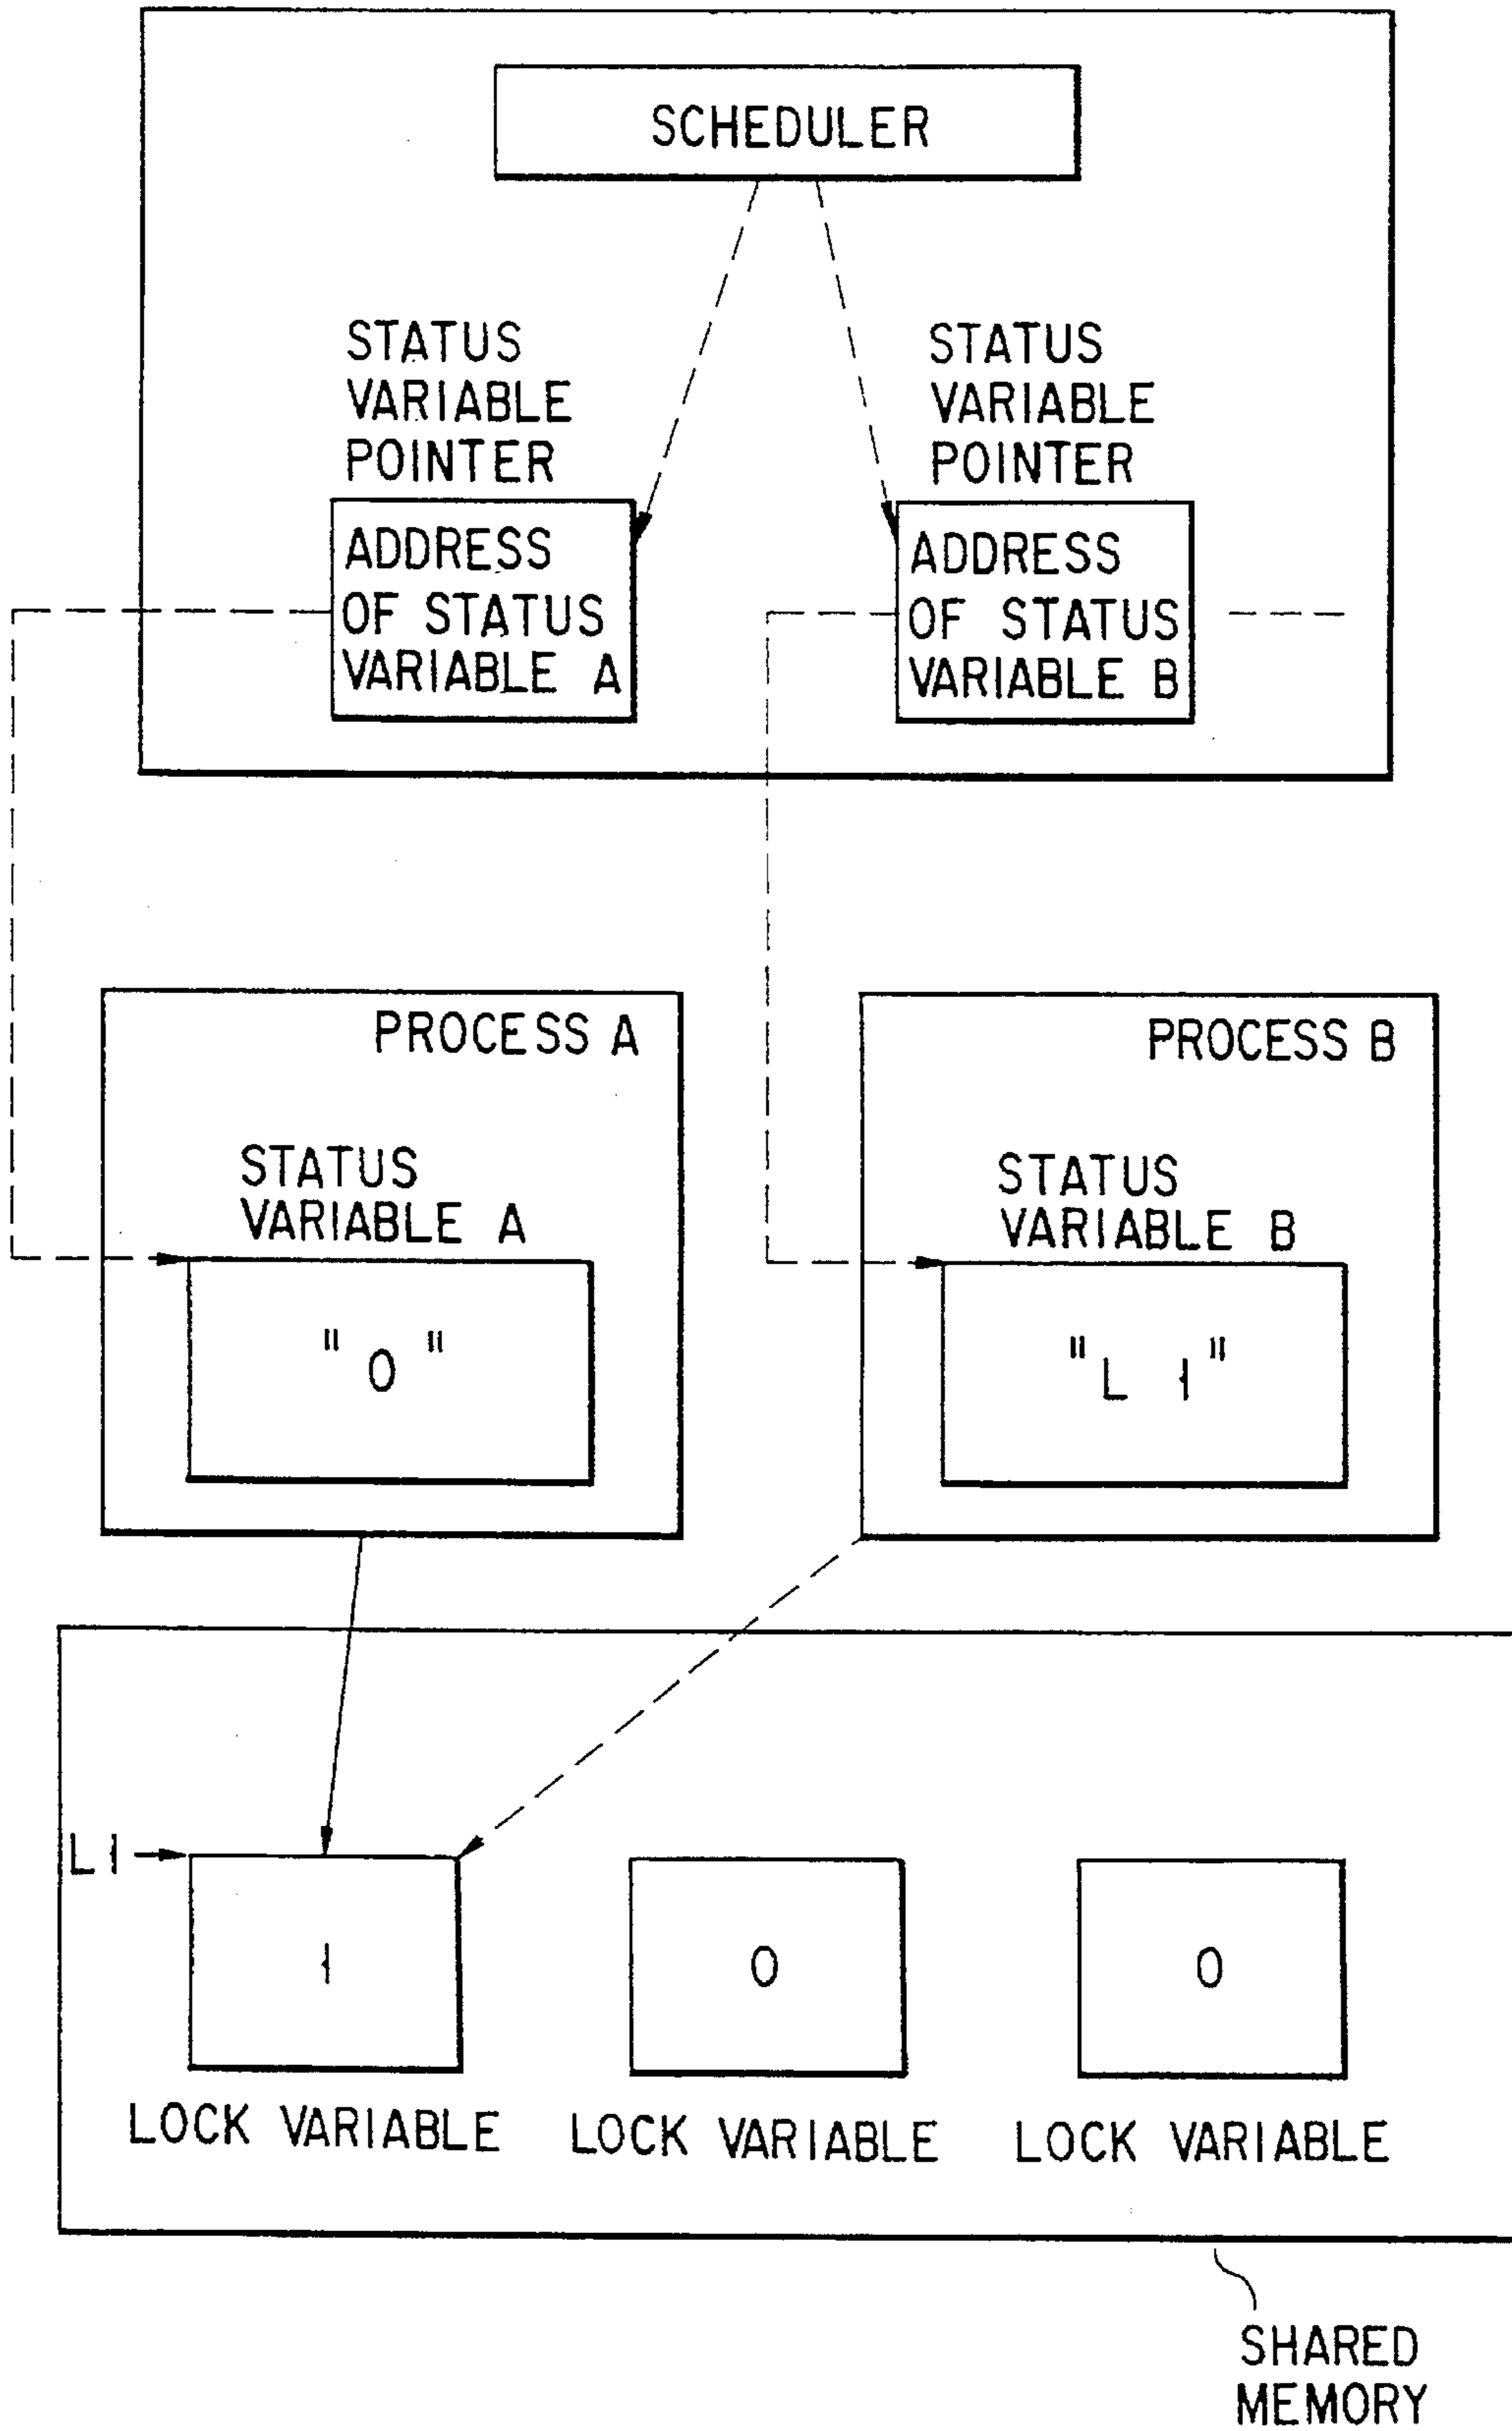 SCHEDULER
STATUS
VARIABLE
POINTER
STATUS
VARIABLE
POINTER
ADDRESS
OF STATUS
VARIABLE A
ADDRESS
OF STATUS
VARIABLE B
PROCESS A
STATUS
VARIABLE A
"0"
PROCESS B
STATUS
VARIABLE B
"L1"
L1
1
0
0
LOCK VARIABLE
LOCK VARIABLE
LOCK VARIABLE
SHARED
MEMORY